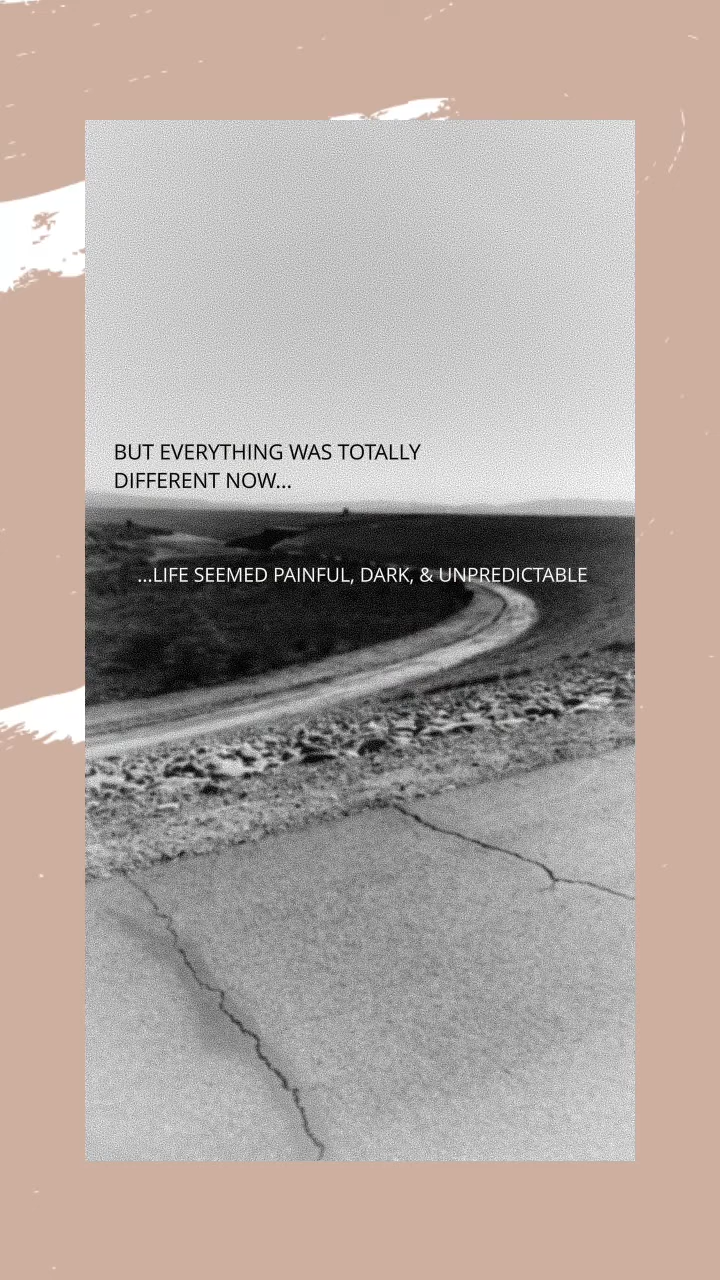 BUT EVERYTHING WAS TOTALLY
DIFFERENT NOW...
...LIFE SEEMED PAINFUL, DARK, & UNPREDICTABLE